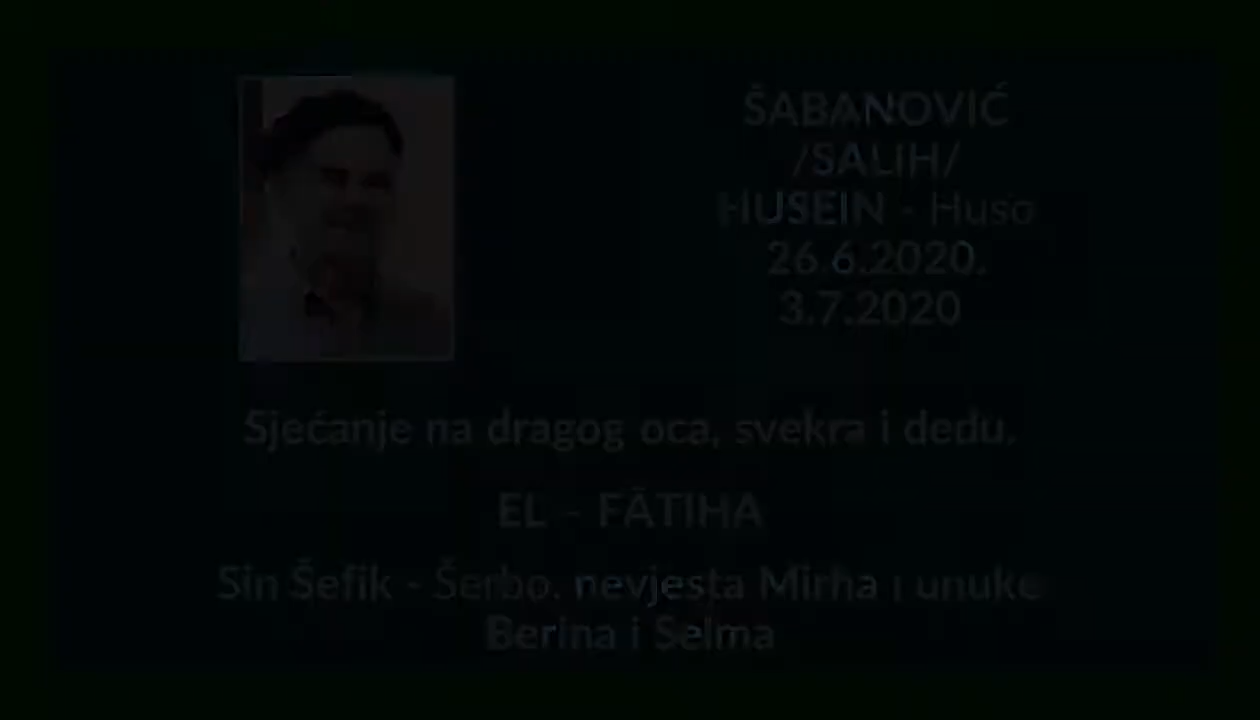 ŠABANOVIĆ
/SALIH/
HUSEIN - Huso
26.6.2020.
3.7.2020
Sjećanje na dragog oca, svekra i dedu.
EL - FĀTIHA
Sin Šefik - Šerbo. nevjesta Mirha i unuke
Berina i Selma